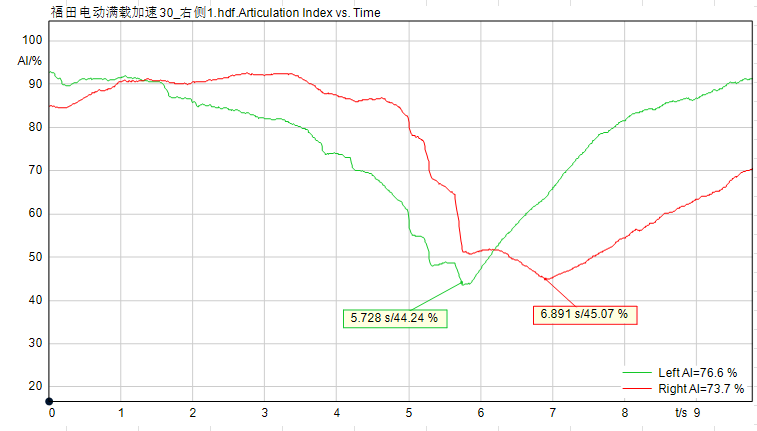 福田电动满载加速30_右侧1.hdf.Articulation Index vs. Time
100
AI/%
90
80
70
60
50
40
30
20
5.728 s/44.24 %
6.891 s/45.07 %
Left AI=76.6 %
Right AI=73.7 %
0 1 2 3 4 5 6 7 8 t/s 9